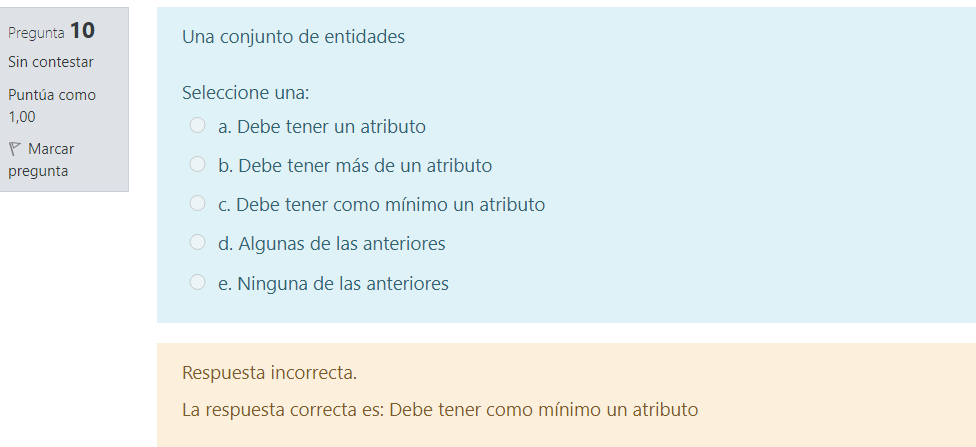 Pregunta 10
Sin contestar
Puntúa como
1,00
Marcar
pregunta
Una conjunto de entidades
Seleccione una:
a. Debe tener un atributo
b. Debe tener más de un atributo
c. Debe tener como mínimo un atributo
d. Algunas de las anteriores
e. Ninguna de las anteriores
Respuesta incorrecta.
La respuesta correcta es: Debe tener como mínimo un atributo